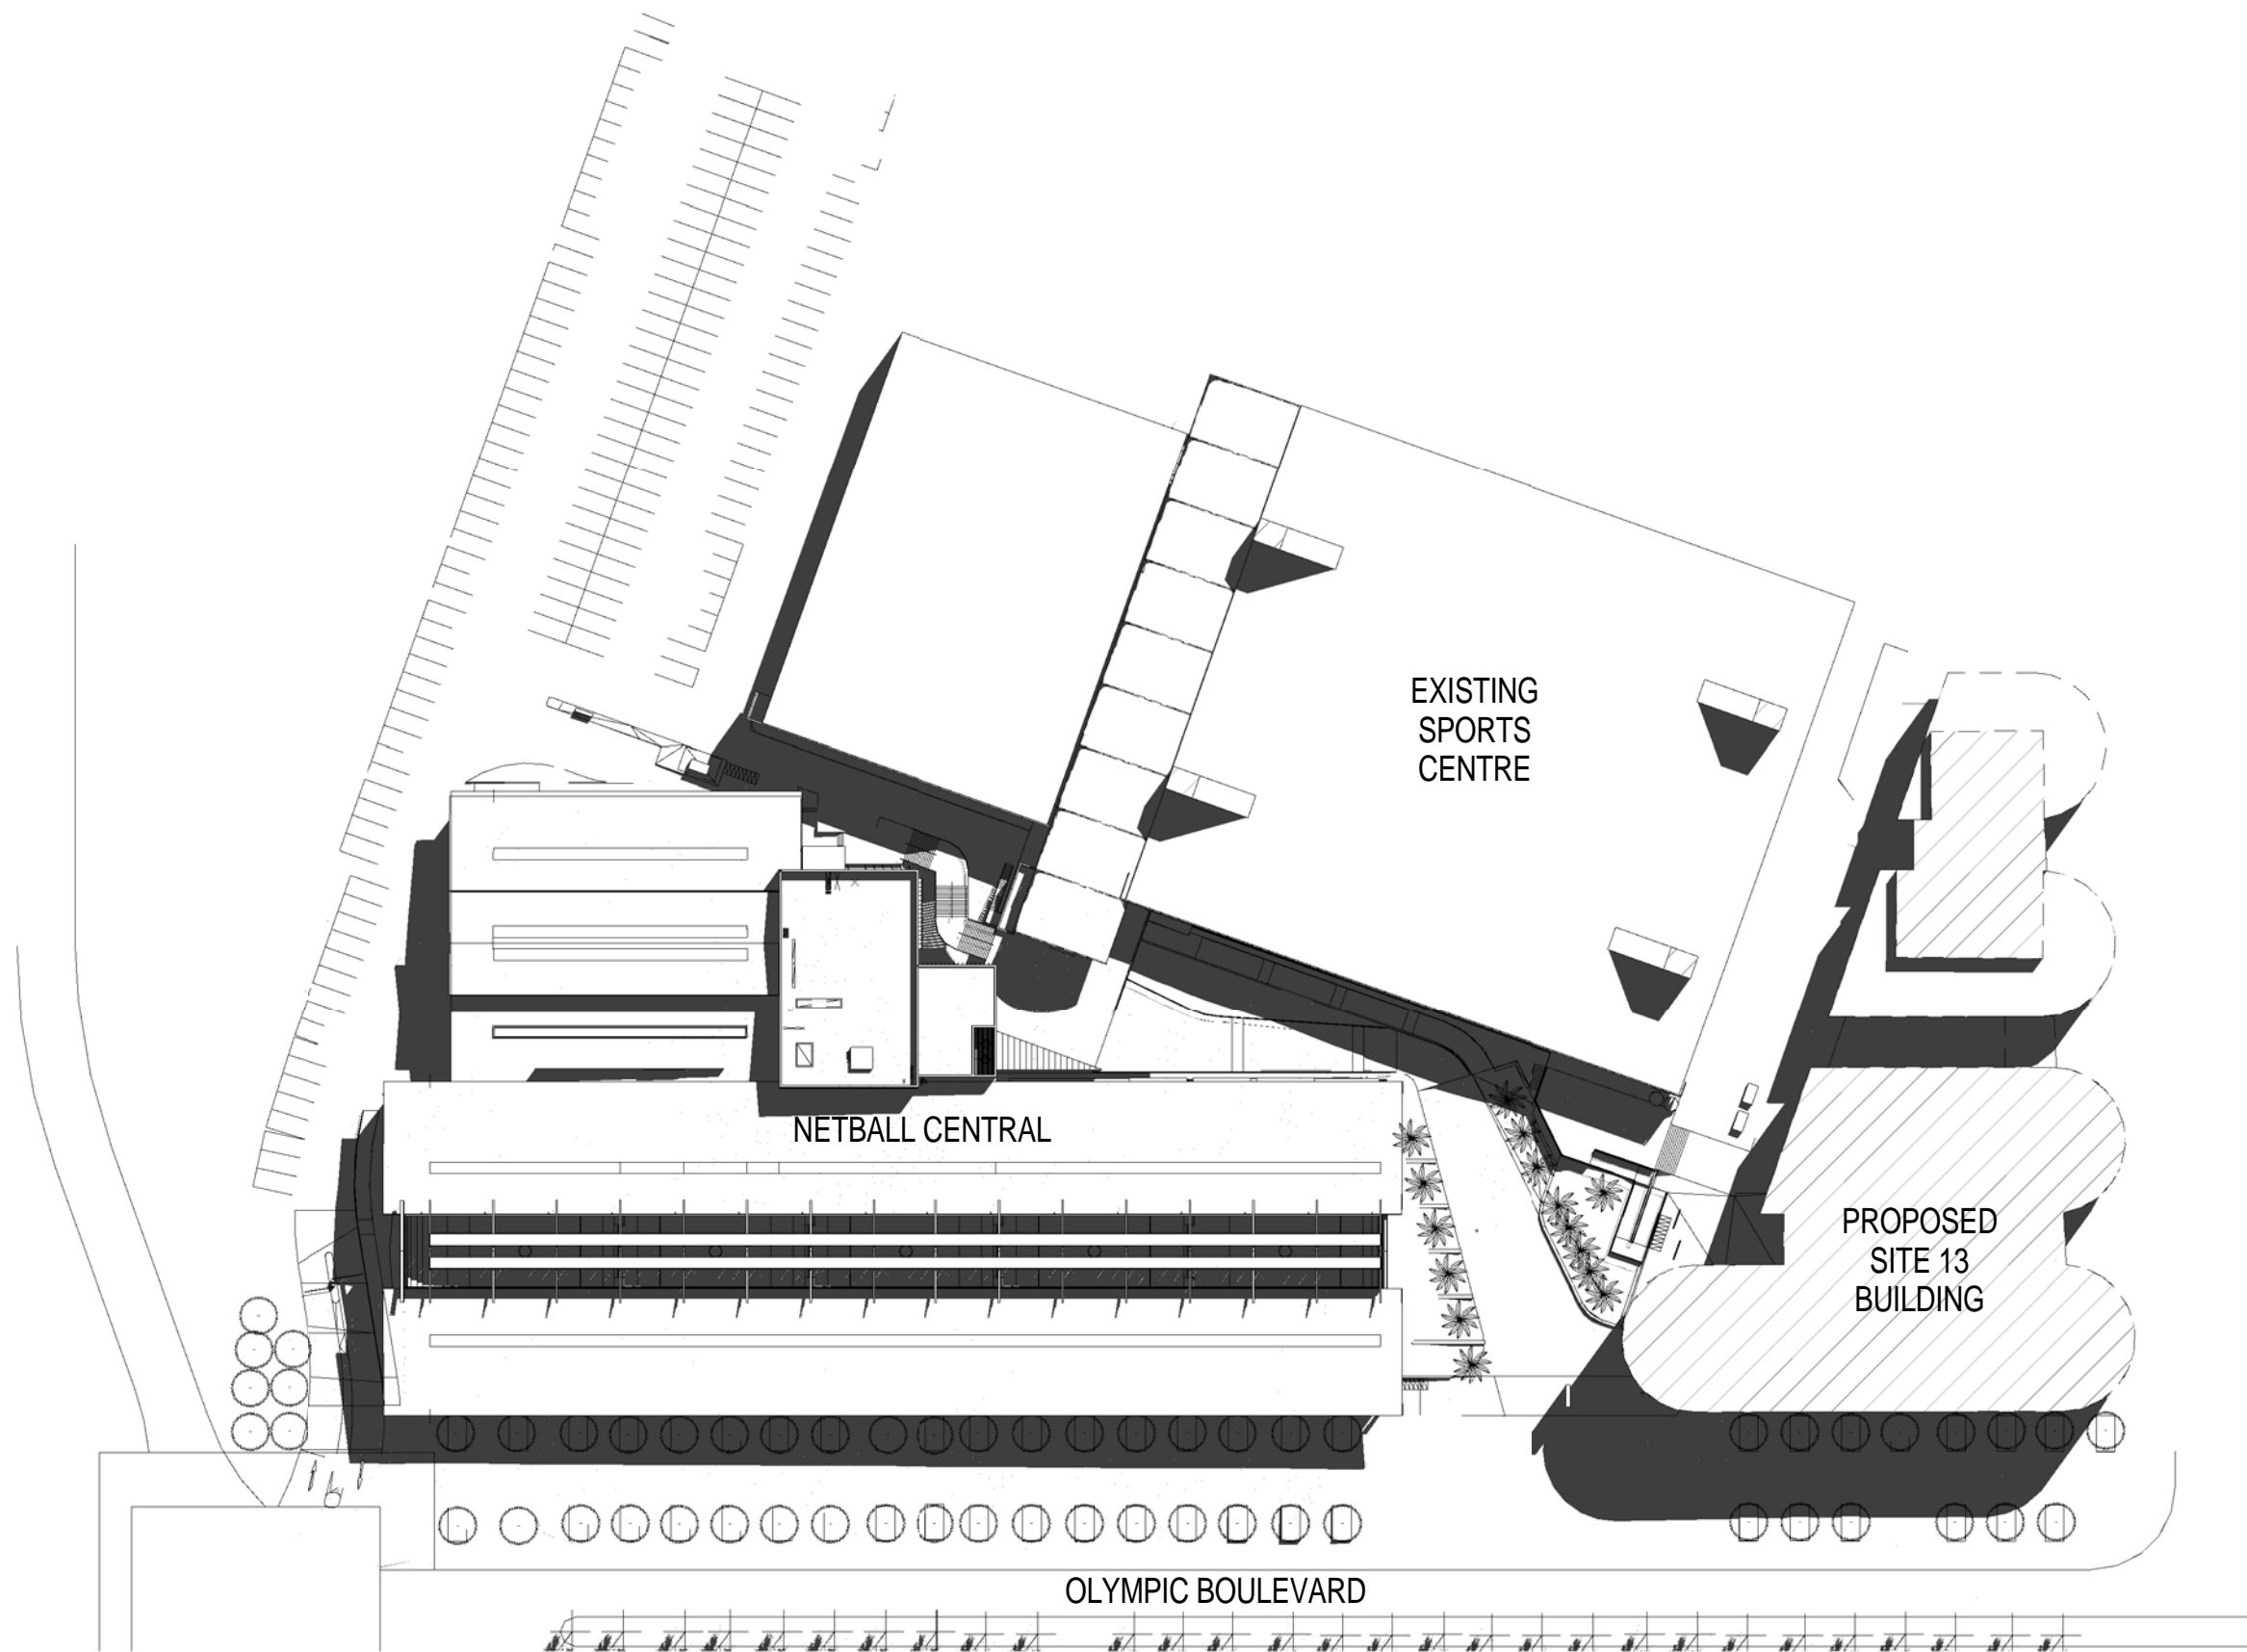 EXISTING
SPORTS
CENTRE
NETBALL CENTRAL
PROPOSED
SITE 13
BUILDING
OLYMPIC BOULEVARD